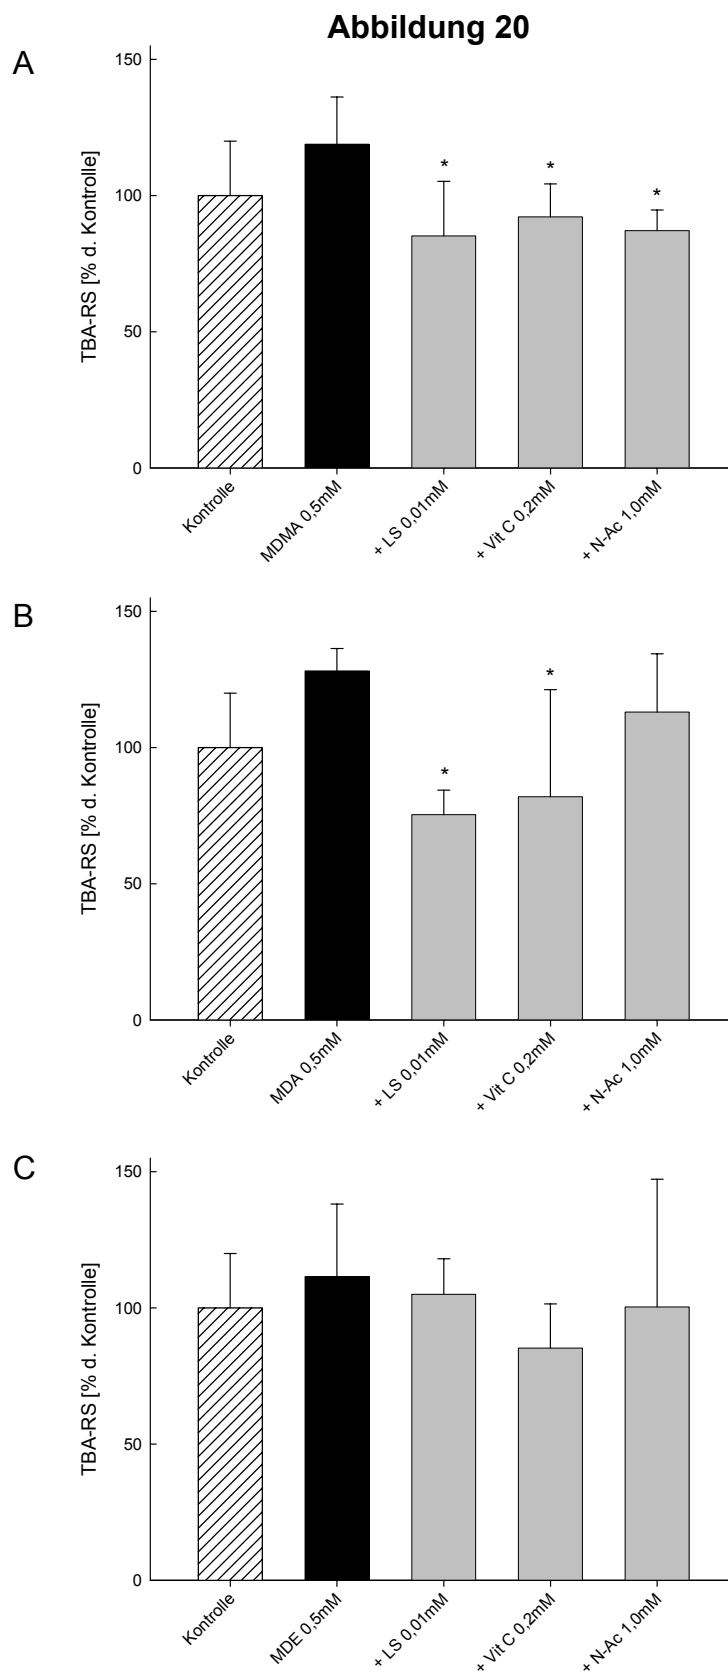 Abbildung 20
A
TBA-RS [% d. Kontrolle]
150
100
50
0
*
*
*
Kontrolle
MDMA 0,5mM
+ LS 0,01mM
+ Vit C 0,2mM
+ N-Ac 1,0mM
B
TBA-RS [% d. Kontrolle]
150
100
50
0
*
*
Kontrolle
MDA 0,5mM
+ LS 0,01mM
+ Vit C 0,2mM
+ N-Ac 1,0mM
C
TBA-RS [% d. Kontrolle]
150
100
50
0
Kontrolle
MDE 0,5mM
+ LS 0,01mM
+ Vit C 0,2mM
+ N-Ac 1,0mM